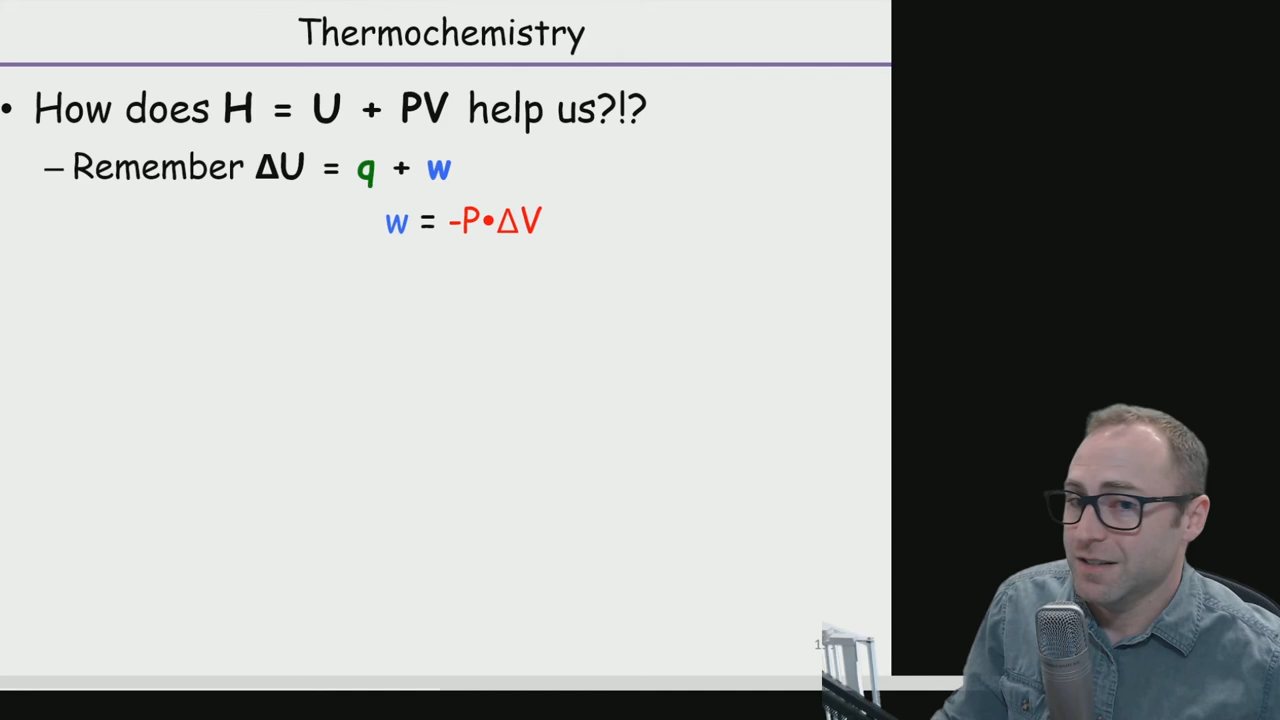 Thermochemistry
• How does H = U + PV help us?!?
– Remember ΔU = q + w
w = -P•ΔV